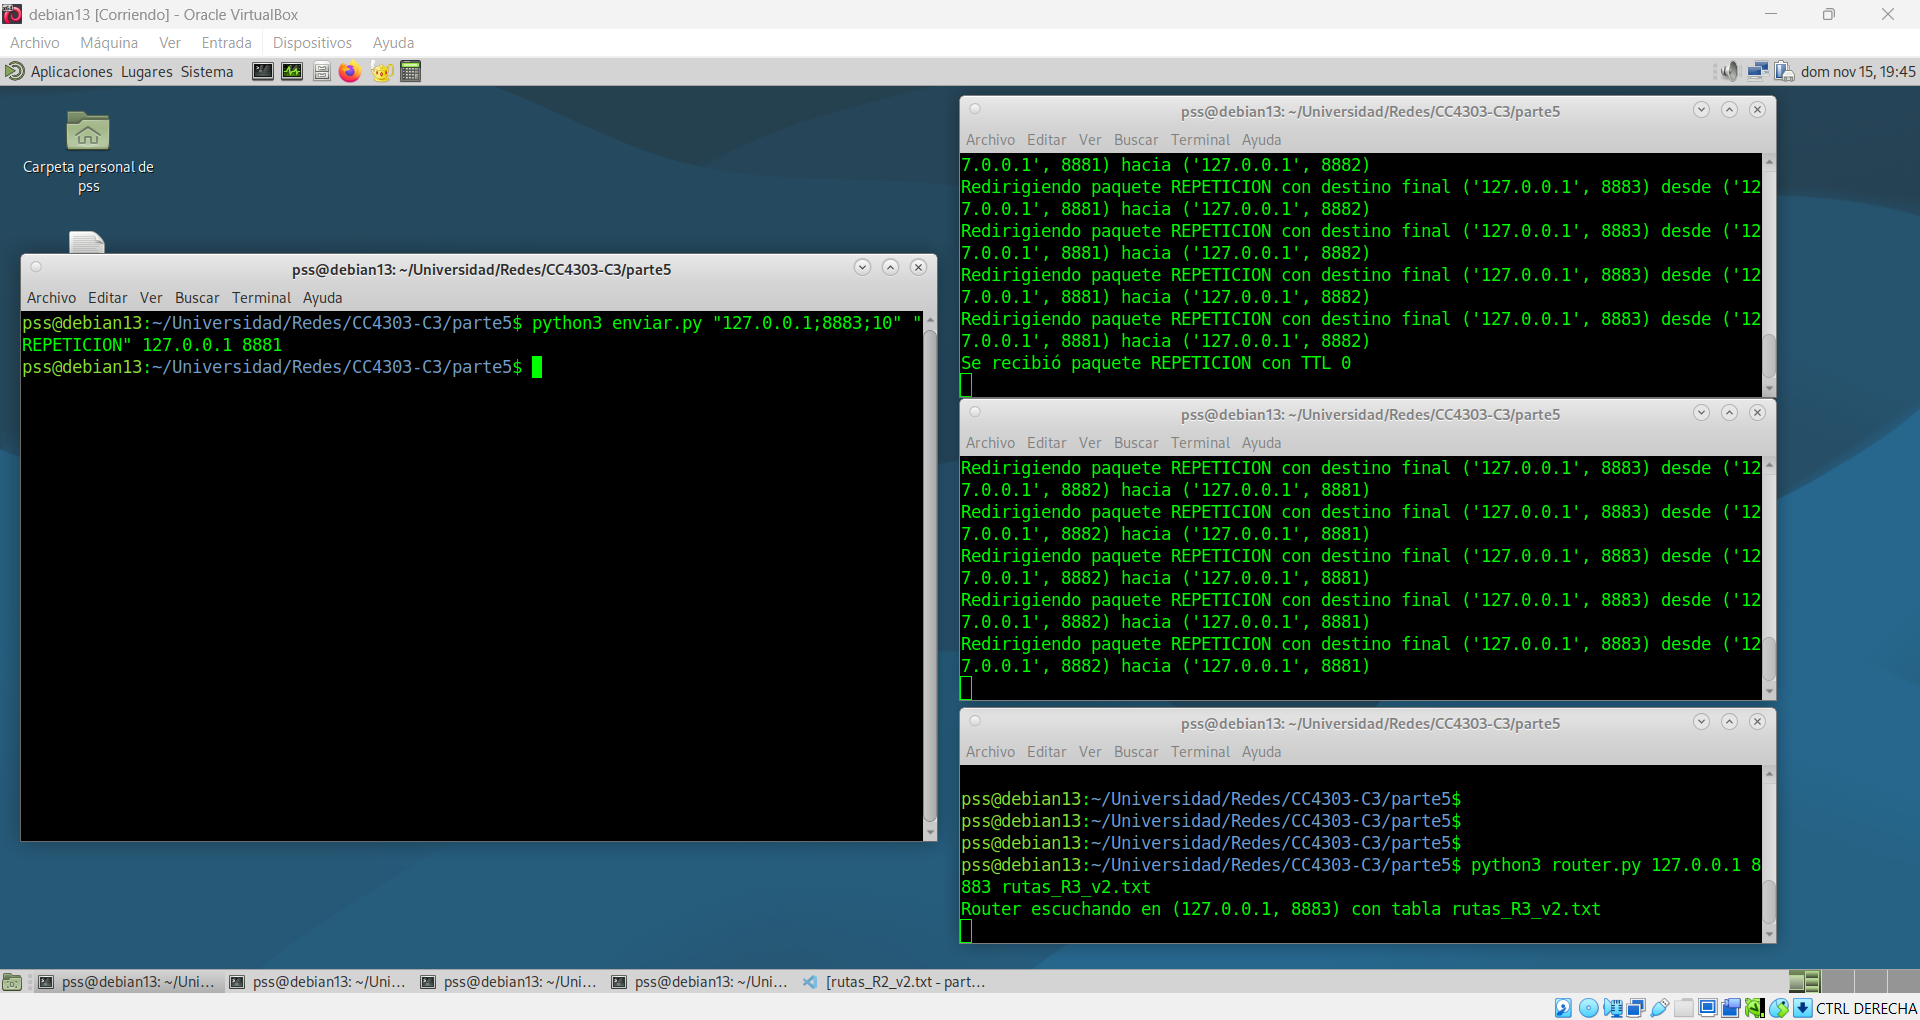 debian13 [Corriendo] - Oracle VirtualBox
Archivo Máquina Ver Entrada Dispositivos Ayuda
Aplicaciones Lugares Sistema
dom nov 15, 19:45
Carpeta personal de
pss
pss@debian13: ~/Universidad/Redes/CC4303-C3/parte5
Archivo Editar Ver Buscar Terminal Ayuda
pss@debian13:~/Universidad/Redes/CC4303-C3/parte5$ python3 enviar.py "127.0.0.1;8883;10" "
REPETICION" 127.0.0.1 8881
pss@debian13:~/Universidad/Redes/CC4303-C3/parte5$
pss@debian13: ~/Universidad/Redes/CC4303-C3/parte5
Archivo Editar Ver Buscar Terminal Ayuda
7.0.0.1', 8881) hacia ('127.0.0.1', 8882)
Redirigiendo paquete REPETICION con destino final ('127.0.0.1', 8883) desde ('12
7.0.0.1', 8881) hacia ('127.0.0.1', 8882)
Redirigiendo paquete REPETICION con destino final ('127.0.0.1', 8883) desde ('12
7.0.0.1', 8881) hacia ('127.0.0.1', 8882)
Redirigiendo paquete REPETICION con destino final ('127.0.0.1', 8883) desde ('12
7.0.0.1', 8881) hacia ('127.0.0.1', 8882)
Redirigiendo paquete REPETICION con destino final ('127.0.0.1', 8883) desde ('12
7.0.0.1', 8881) hacia ('127.0.0.1', 8882)
Se recibió paquete REPETICION con TTL 0
pss@debian13: ~/Universidad/Redes/CC4303-C3/parte5
Archivo Editar Ver Buscar Terminal Ayuda
Redirigiendo paquete REPETICION con destino final ('127.0.0.1', 8883) desde ('12
7.0.0.1', 8882) hacia ('127.0.0.1', 8881)
Redirigiendo paquete REPETICION con destino final ('127.0.0.1', 8883) desde ('12
7.0.0.1', 8882) hacia ('127.0.0.1', 8881)
Redirigiendo paquete REPETICION con destino final ('127.0.0.1', 8883) desde ('12
7.0.0.1', 8882) hacia ('127.0.0.1', 8881)
Redirigiendo paquete REPETICION con destino final ('127.0.0.1', 8883) desde ('12
7.0.0.1', 8882) hacia ('127.0.0.1', 8881)
Redirigiendo paquete REPETICION con destino final ('127.0.0.1', 8883) desde ('12
7.0.0.1', 8882) hacia ('127.0.0.1', 8881)
pss@debian13: ~/Universidad/Redes/CC4303-C3/parte5
Archivo Editar Ver Buscar Terminal Ayuda
pss@debian13:~/Universidad/Redes/CC4303-C3/parte5$
pss@debian13:~/Universidad/Redes/CC4303-C3/parte5$
pss@debian13:~/Universidad/Redes/CC4303-C3/parte5$
pss@debian13:~/Universidad/Redes/CC4303-C3/parte5$ python3 router.py 127.0.0.1 8
883 rutas_R3_v2.txt
Router escuchando en (127.0.0.1, 8883) con tabla rutas_R3_v2.txt
pss@debian13: ~/Uni... pss@debian13: ~/Uni... pss@debian13: ~/Uni... pss@debian13: ~/Uni... [rutas_R2_v2.txt - part...
CTRL DERECHA